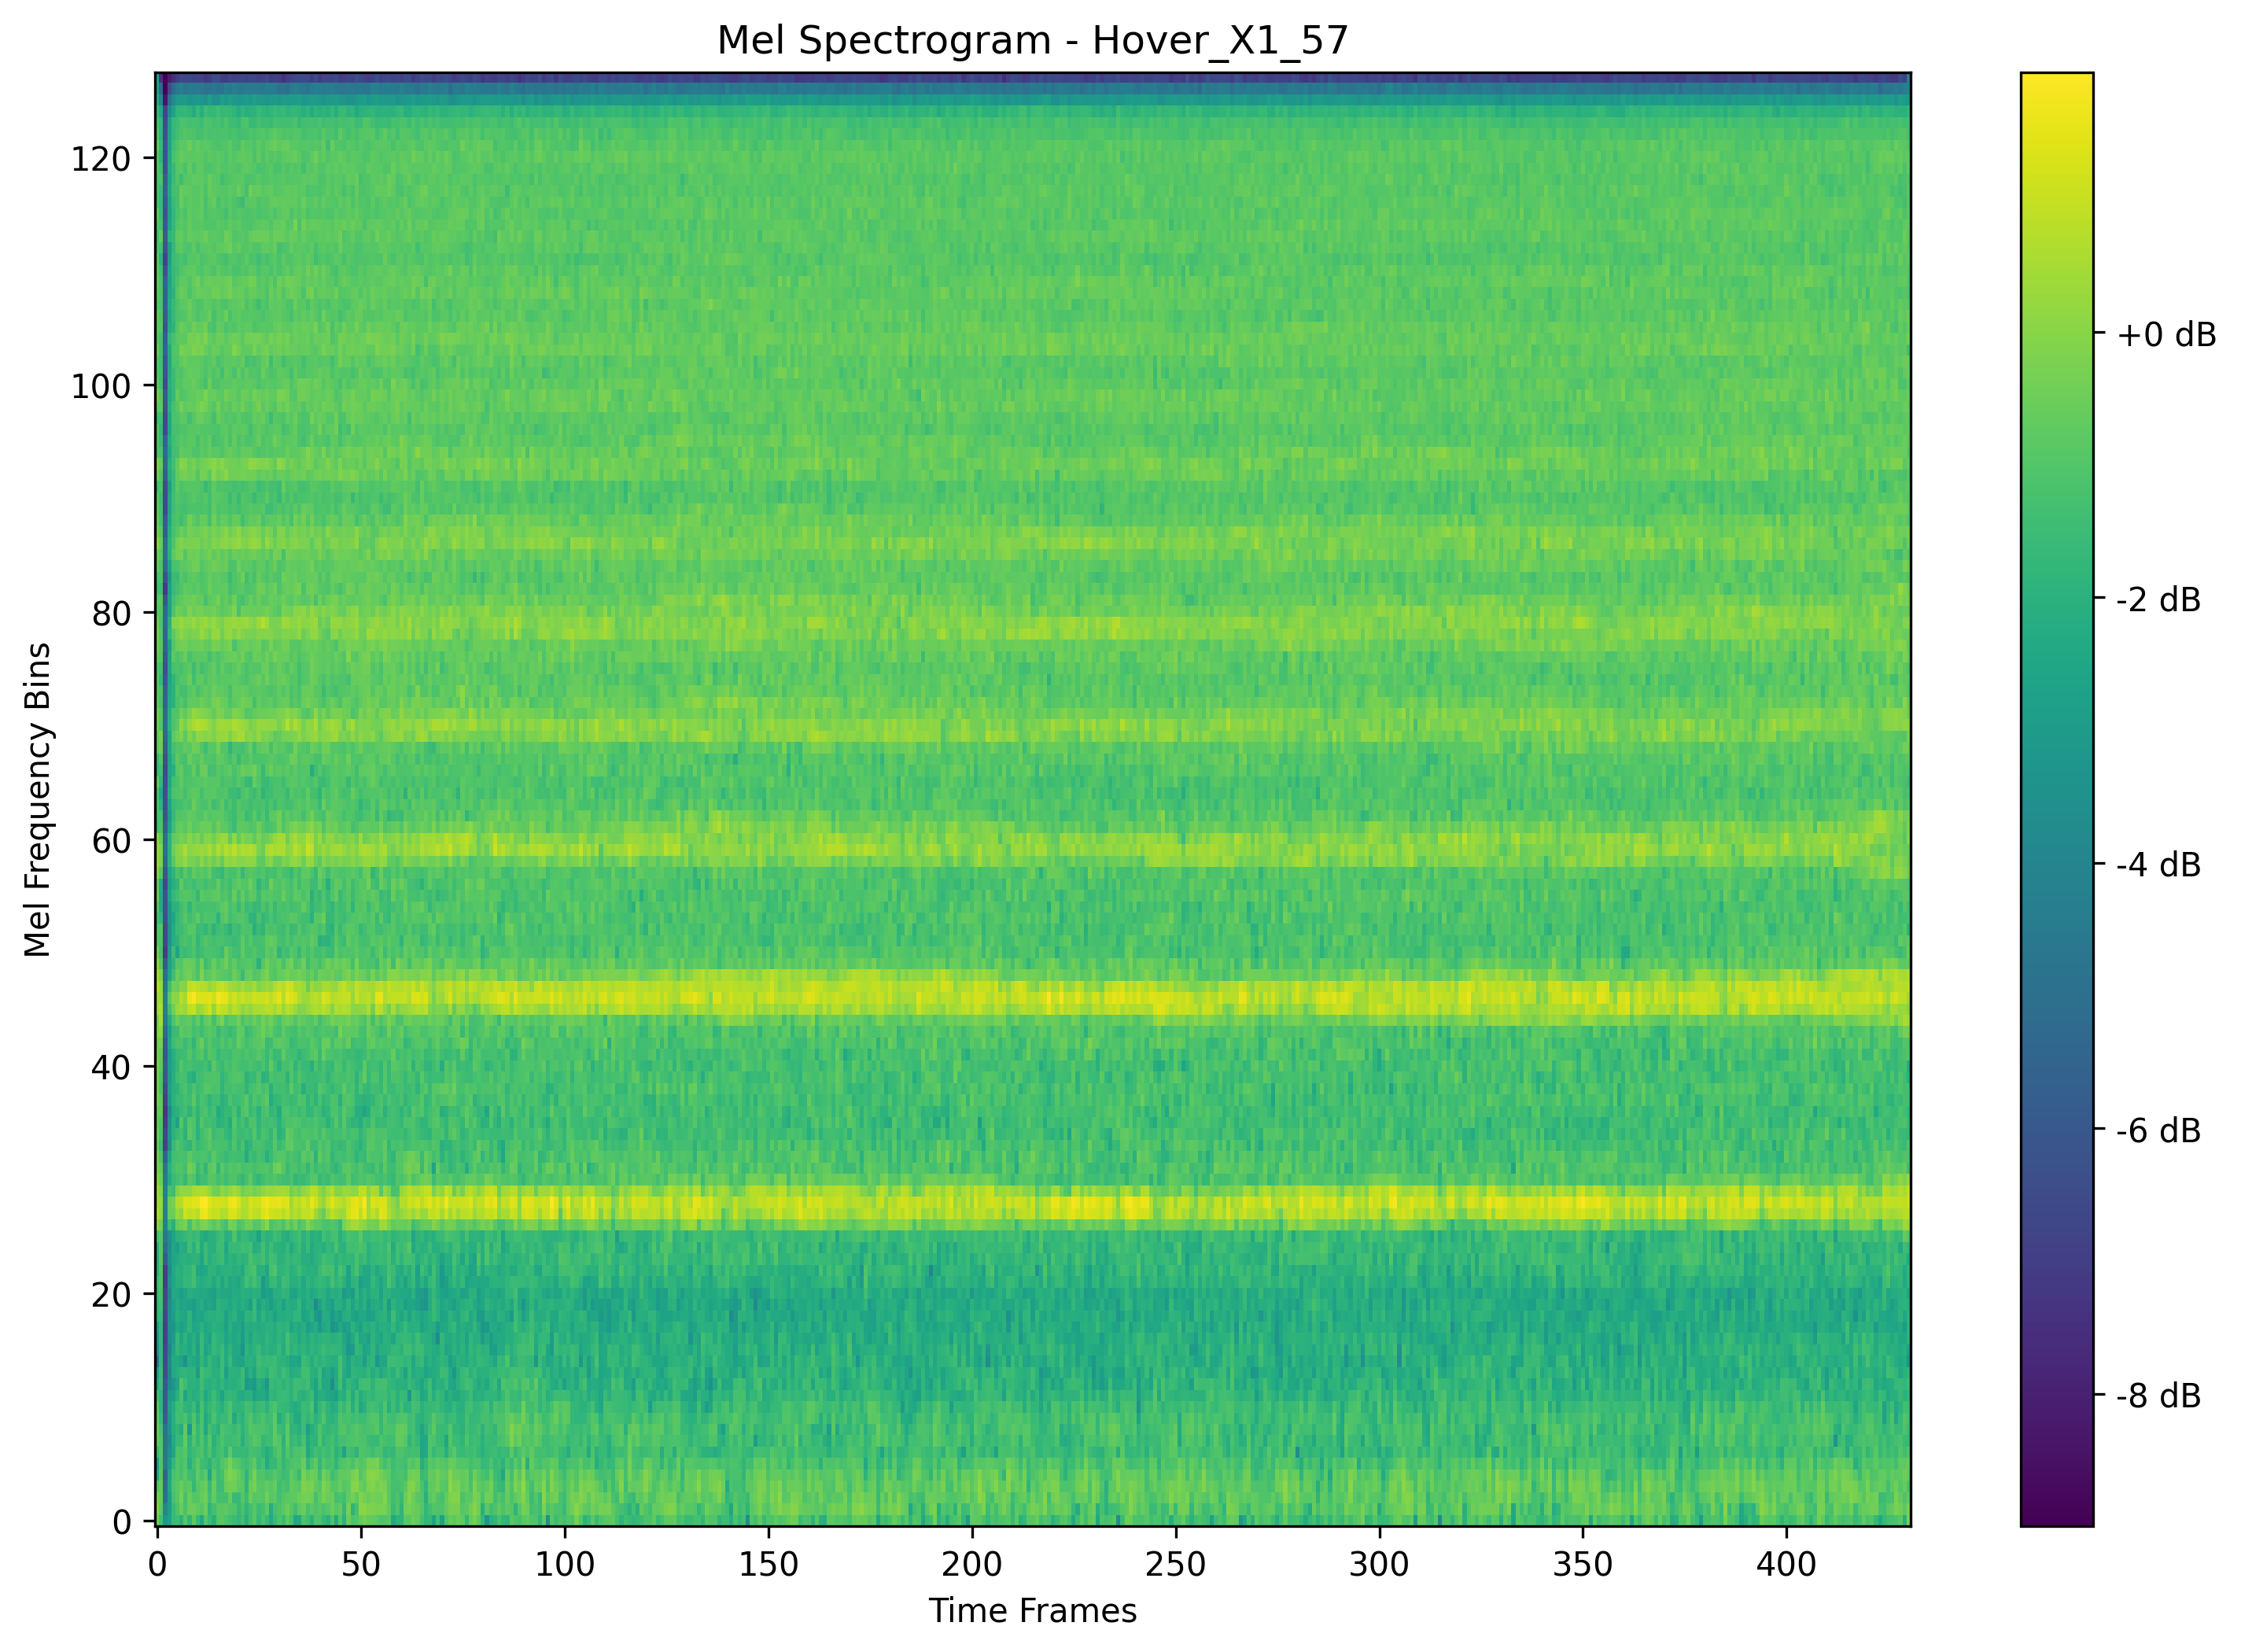 Mel Spectrogram - Hover_X1_57
Mel Frequency Bins
120
100
80
60
40
20
0
0 50 100 150 200 250 300 350 400
Time Frames
+0 dB
-2 dB
-4 dB
-6 dB
-8 dB